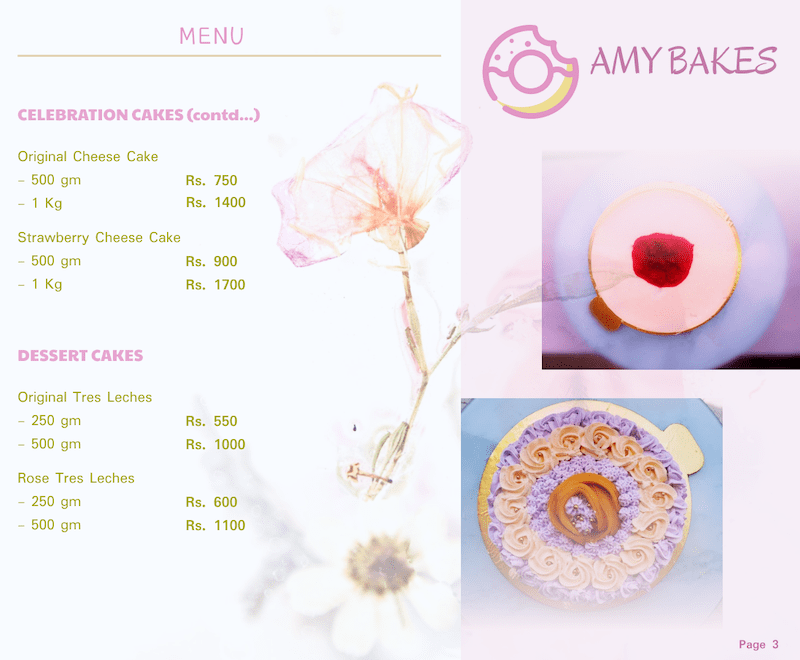 MENU
AMY BAKES
CELEBRATION CAKES (contd...)
Original Cheese Cake
– 500 gm Rs. 750
– 1 Kg Rs. 1400
Strawberry Cheese Cake
– 500 gm Rs. 900
– 1 Kg Rs. 1700
DESSERT CAKES
Original Tres Leches
– 250 gm Rs. 550
– 500 gm Rs. 1000
Rose Tres Leches
– 250 gm Rs. 600
– 500 gm Rs. 1100
Page 3